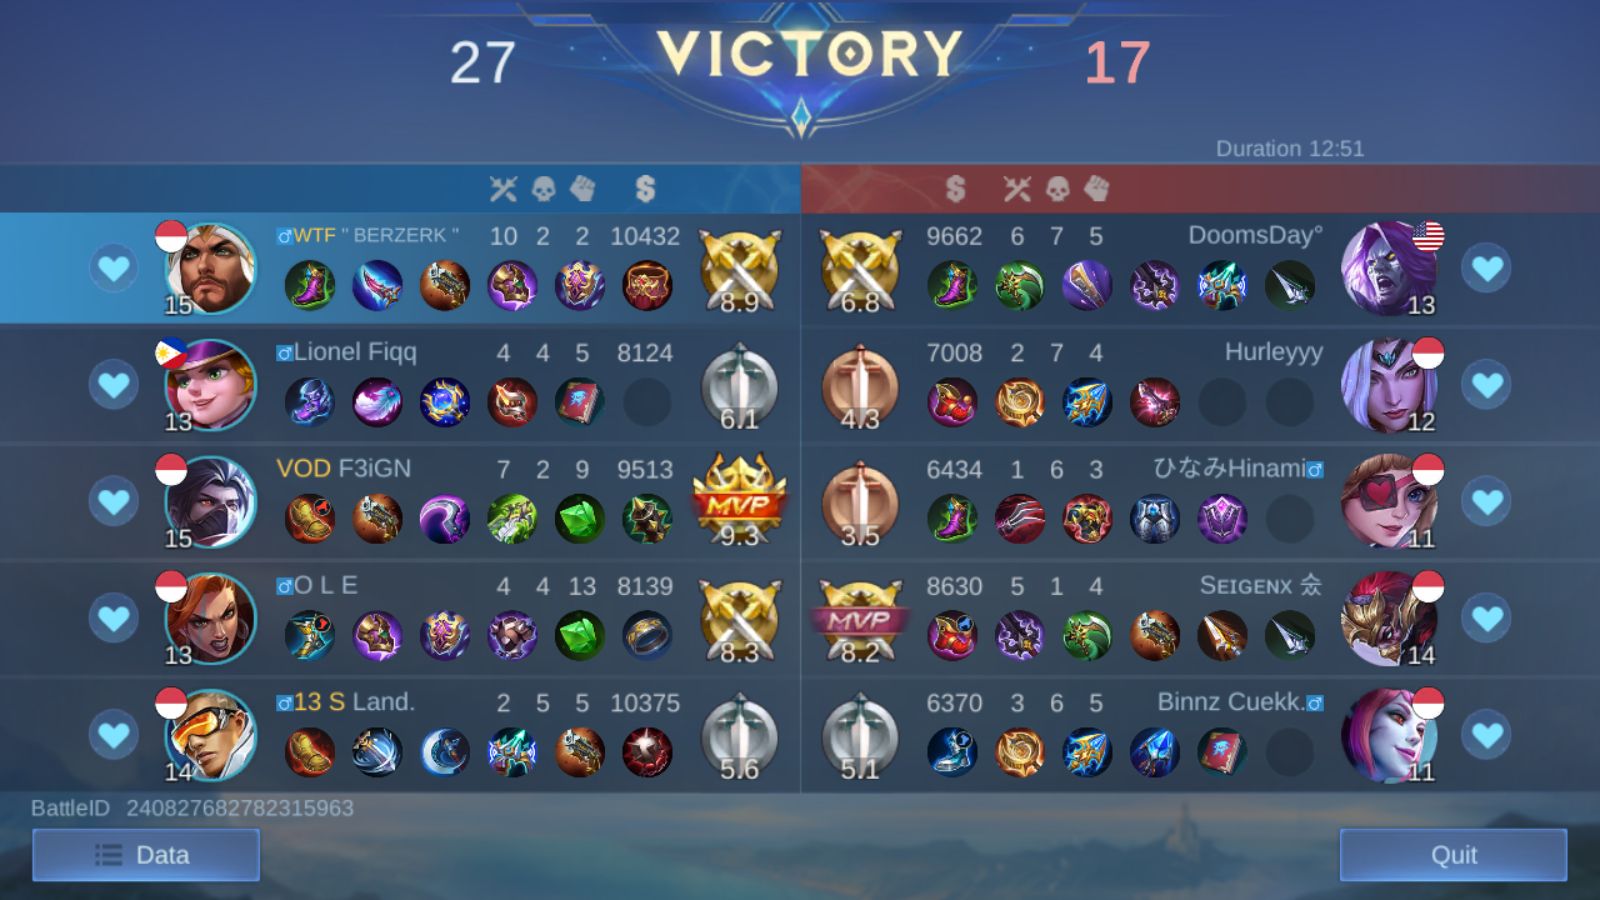 27 VICTORY 17
Duration 12:51
WTF " BERZERK " 10 2 2 10432
15 8.9
6.8 9662 6 7 5 DoomsDay°
13
Lionel Fiqq 4 4 5 8124
13 6.1
4.3 7008 2 7 4 Hurleyyy
12
VOD F3iGN 7 2 9 9513
MVP
15 9.3
3.5 6434 1 6 3 ひなみHinami
11
O L E 4 4 13 8139
13 8.3
8630 5 1 4 SEIGENX 众
MVP
8.2 14
13 S Land. 2 5 5 10375
14 5.6
5.1 6370 3 6 5 Binnz Cuekk.
11
BattleID 240827682782315963
Data
Quit